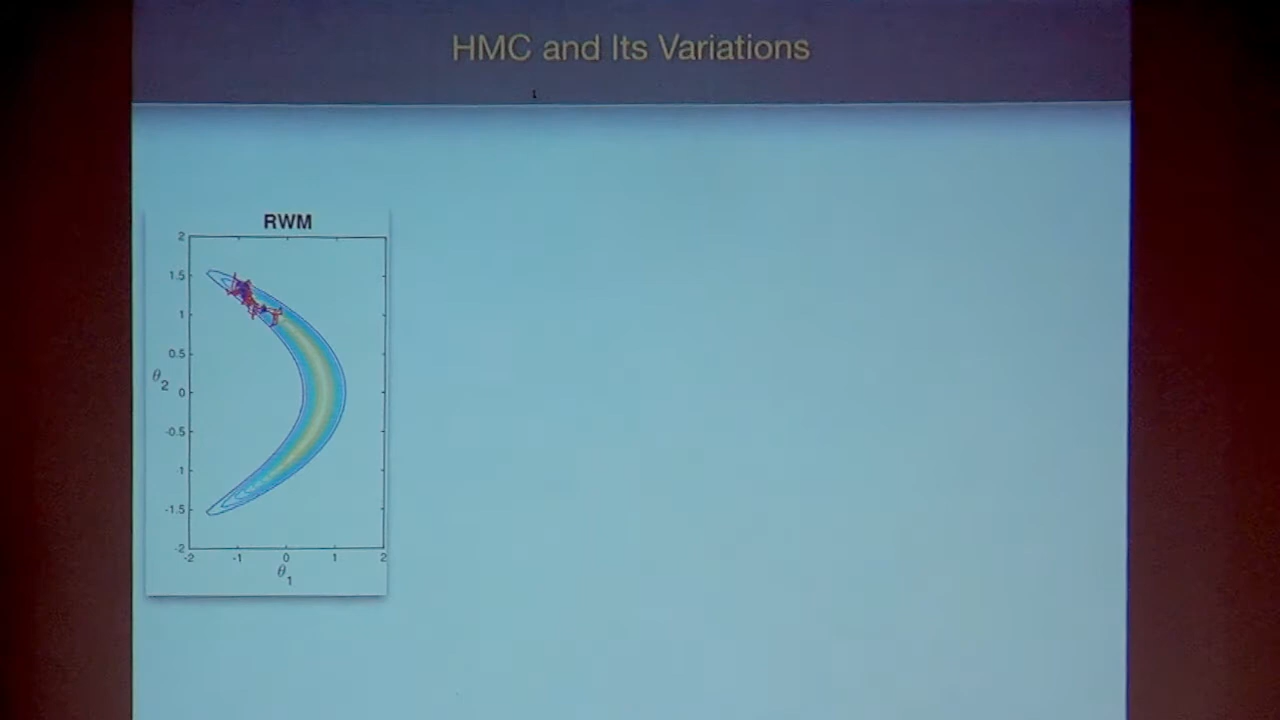 HMC and Its Variations
RWM
2
1.5
1
0.5
θ2
0
-0.5
-1
-1.5
-2
-2 -1 0 1 2
θ1